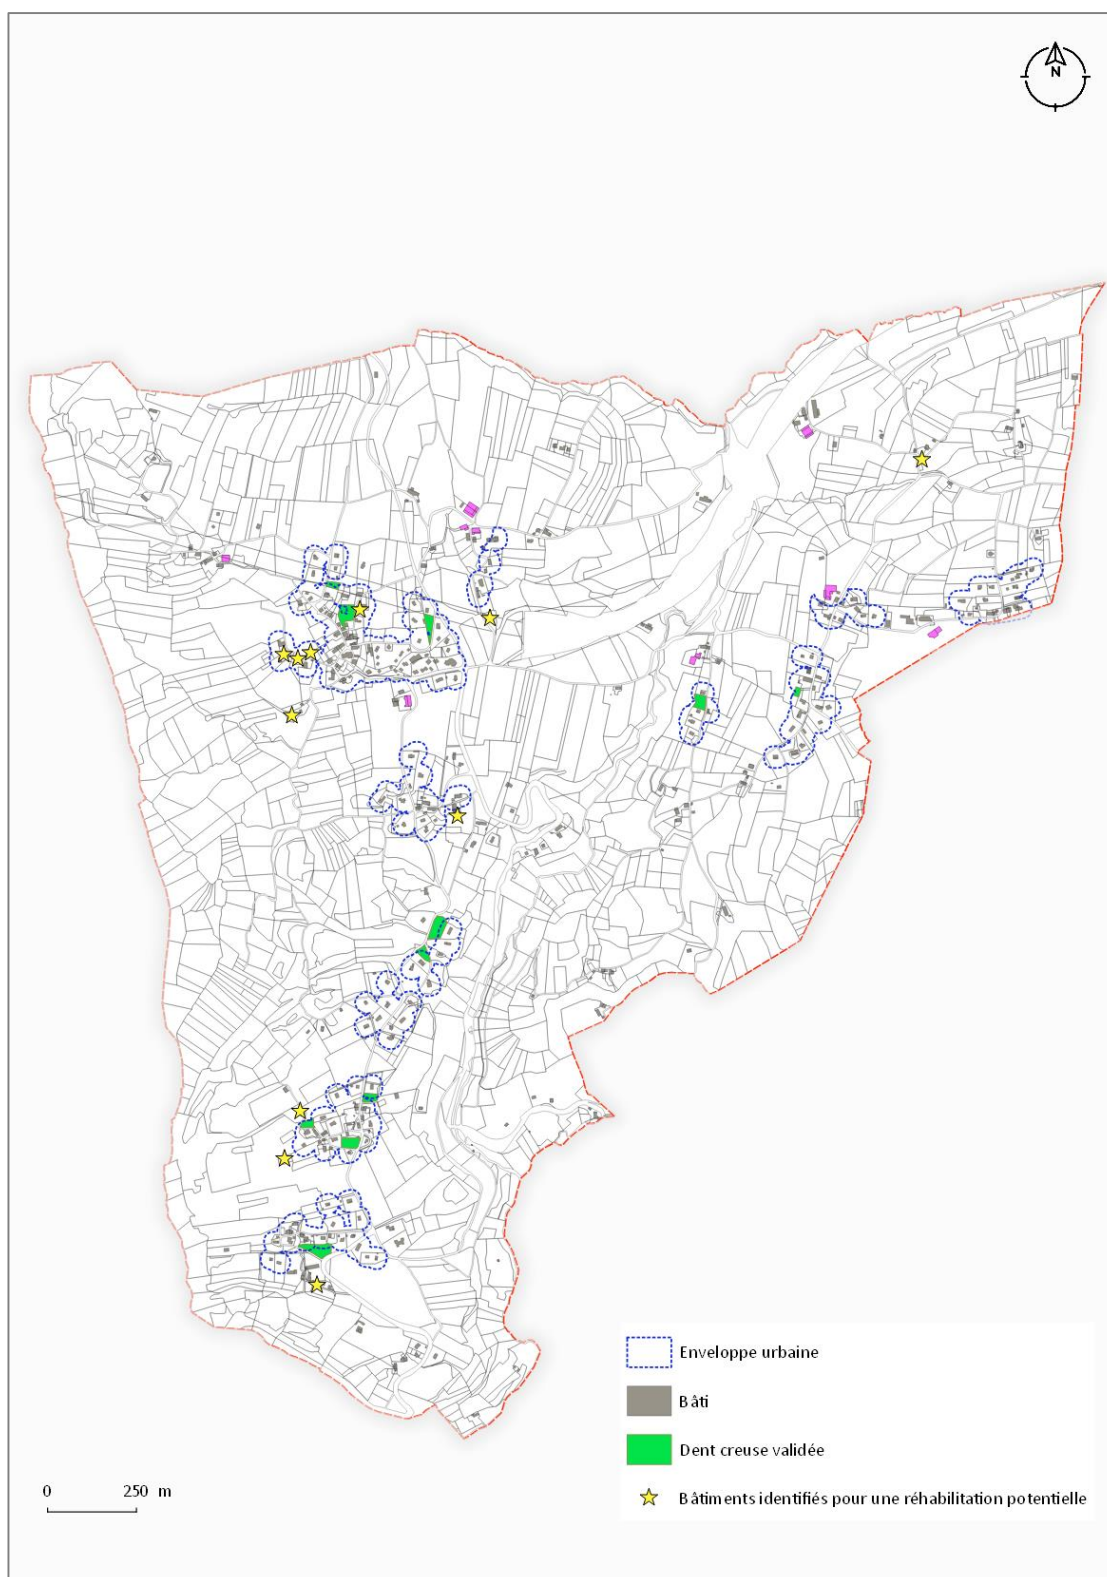 N
Enveloppe urbaine
Bâti
Dent creuse validée
Bâtiments identifiés pour une réhabilitation potentielle
0 250 m